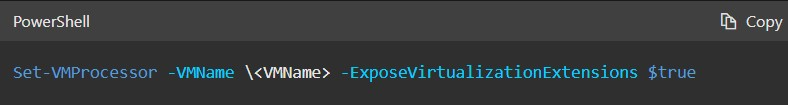 PowerShell
Copy
Set-VMProcessor -VMName \<VMName> -ExposeVirtualizationExtensions $true